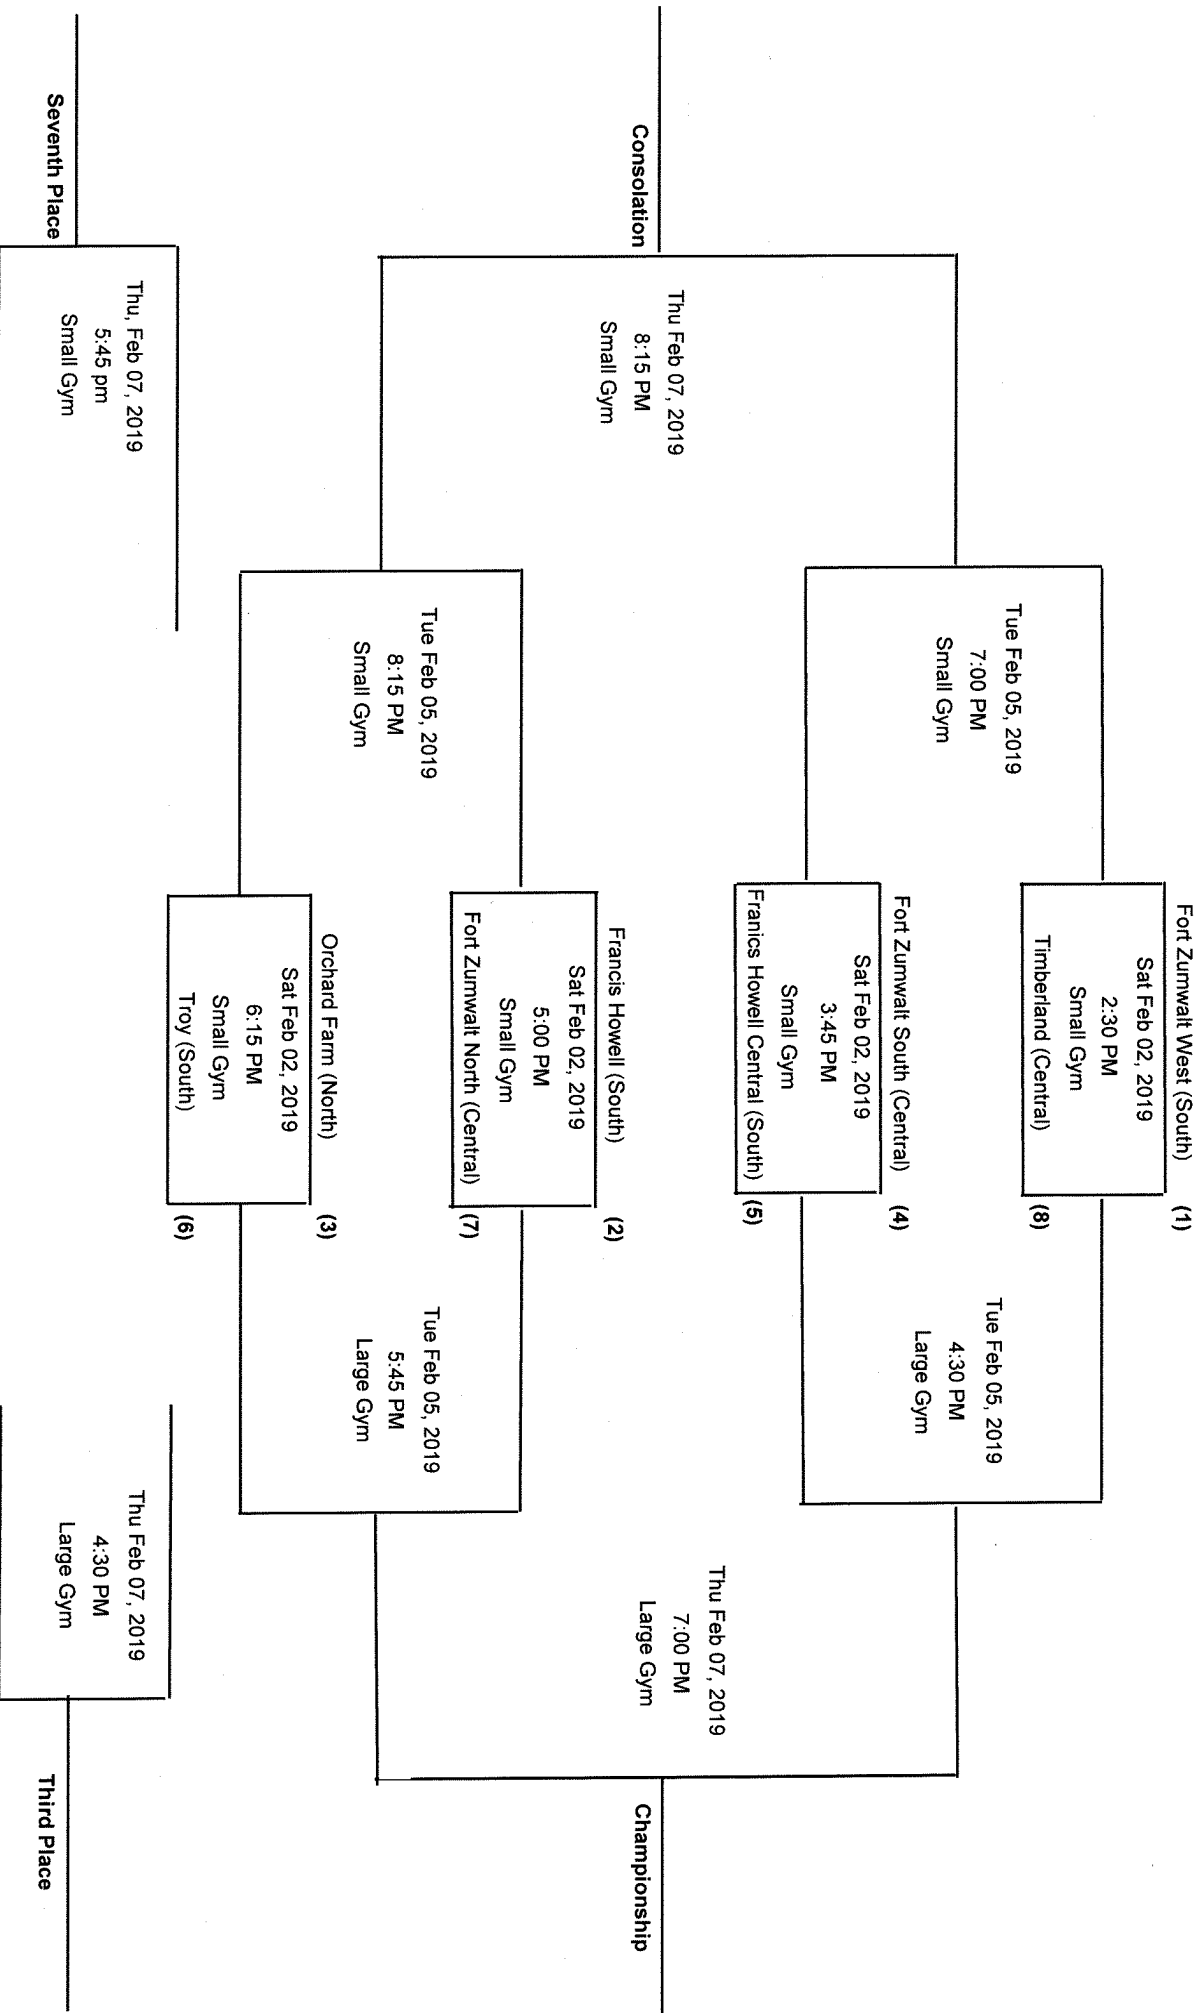 Fort Zumwalt West (South) (1)
Sat Feb 02, 2019
2:30 PM
Small Gym
Timberland (Central) (8)
Tue Feb 05, 2019
7:00 PM
Small Gym
Tue Feb 05, 2019
4:30 PM
Large Gym
Fort Zumwalt South (Central) (4)
Sat Feb 02, 2019
3:45 PM
Small Gym
Franics Howell Central (South) (5)
Thu Feb 07, 2019
8:15 PM
Small Gym
Consolation
Thu Feb 07, 2019
7:00 PM
Large Gym
Championship
Francis Howell (South) (2)
Sat Feb 02, 2019
5:00 PM
Small Gym
Fort Zumwalt North (Central) (7)
Tue Feb 05, 2019
8:15 PM
Small Gym
Tue Feb 05, 2019
5:45 PM
Large Gym
Orchard Farm (North) (3)
Sat Feb 02, 2019
6:15 PM
Small Gym
Troy (South) (6)
Thu, Feb 07, 2019
5:45 pm
Small Gym
Seventh Place
Thu Feb 07, 2019
4:30 PM
Large Gym
Third Place